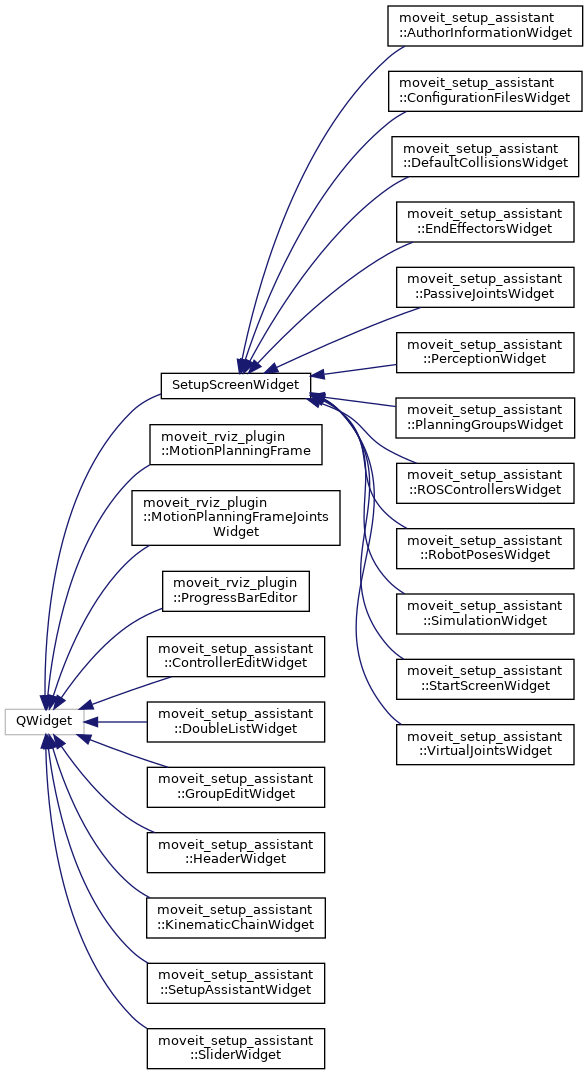 moveit_setup_assistant
::AuthorInformationWidget
moveit_setup_assistant
::ConfigurationFilesWidget
moveit_setup_assistant
::DefaultCollisionsWidget
moveit_setup_assistant
::EndEffectorsWidget
moveit_setup_assistant
::PassiveJointsWidget
moveit_setup_assistant
::PerceptionWidget
SetupScreenWidget
moveit_setup_assistant
::PlanningGroupsWidget
moveit_rviz_plugin
::MotionPlanningFrame
moveit_setup_assistant
::ROSControllersWidget
moveit_rviz_plugin
::MotionPlanningFrameJoints
Widget
moveit_setup_assistant
::RobotPosesWidget
moveit_rviz_plugin
::ProgressBarEditor
moveit_setup_assistant
::SimulationWidget
moveit_setup_assistant
::ControllerEditWidget
moveit_setup_assistant
::StartScreenWidget
QWidget
moveit_setup_assistant
::DoubleListWidget
moveit_setup_assistant
::VirtualJointsWidget
moveit_setup_assistant
::GroupEditWidget
moveit_setup_assistant
::HeaderWidget
moveit_setup_assistant
::KinematicChainWidget
moveit_setup_assistant
::SetupAssistantWidget
moveit_setup_assistant
::SliderWidget